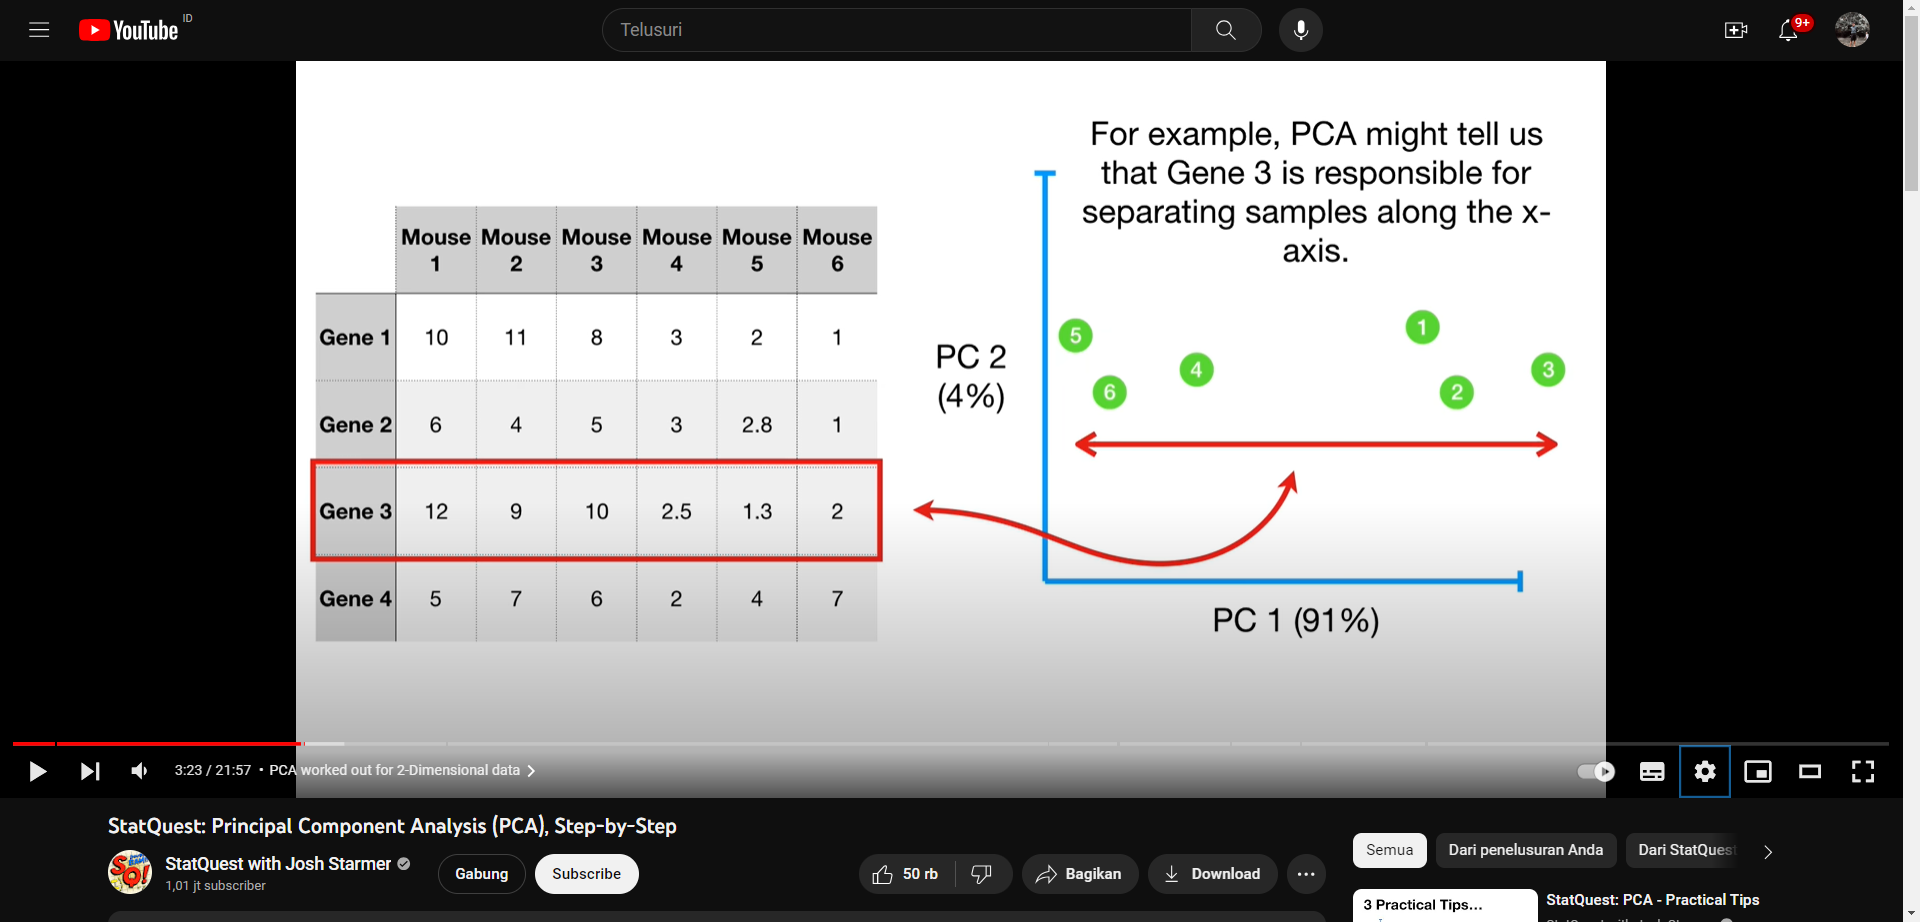 YouTube ID
Telusuri
9+
For example, PCA might tell us
that Gene 3 is responsible for
separating samples along the x-
axis.
Mouse 1 Mouse 2 Mouse 3 Mouse 4 Mouse 5 Mouse 6
Gene 1 10 11 8 3 2 1
Gene 2 6 4 5 3 2.8 1
Gene 3 12 9 10 2.5 1.3 2
Gene 4 5 7 6 2 4 7
PC 2
(4%)
5
6
4
1
2
3
PC 1 (91%)
3:23 / 21:57 • PCA worked out for 2-Dimensional data
StatQuest: Principal Component Analysis (PCA), Step-by-Step
SQ!
StatQuest with Josh Starmer
1,01 jt subscriber
Gabung
Subscribe
50 rb
Bagikan
Download
Semua
Dari penelusuran Anda
Dari StatQuest
3 Practical Tips...
StatQuest: PCA - Practical Tips